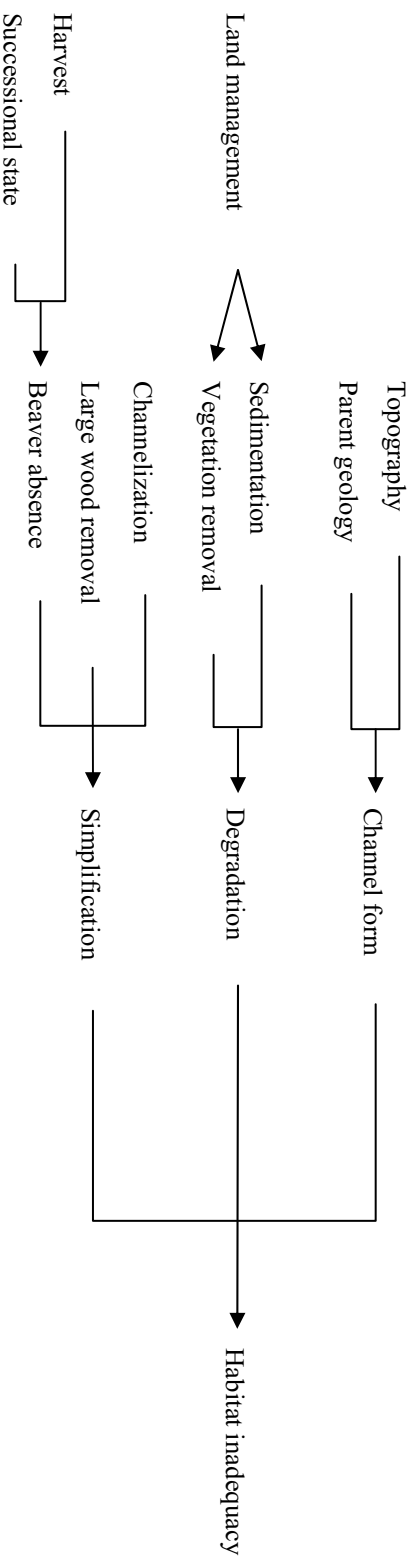 Topography
Parent geology
Channel form
Land management
Sedimentation
Vegetation removal
Degradation
Habitat inadequacy
Channelization
Large wood removal
Beaver absence
Simplification
Harvest
Successional state